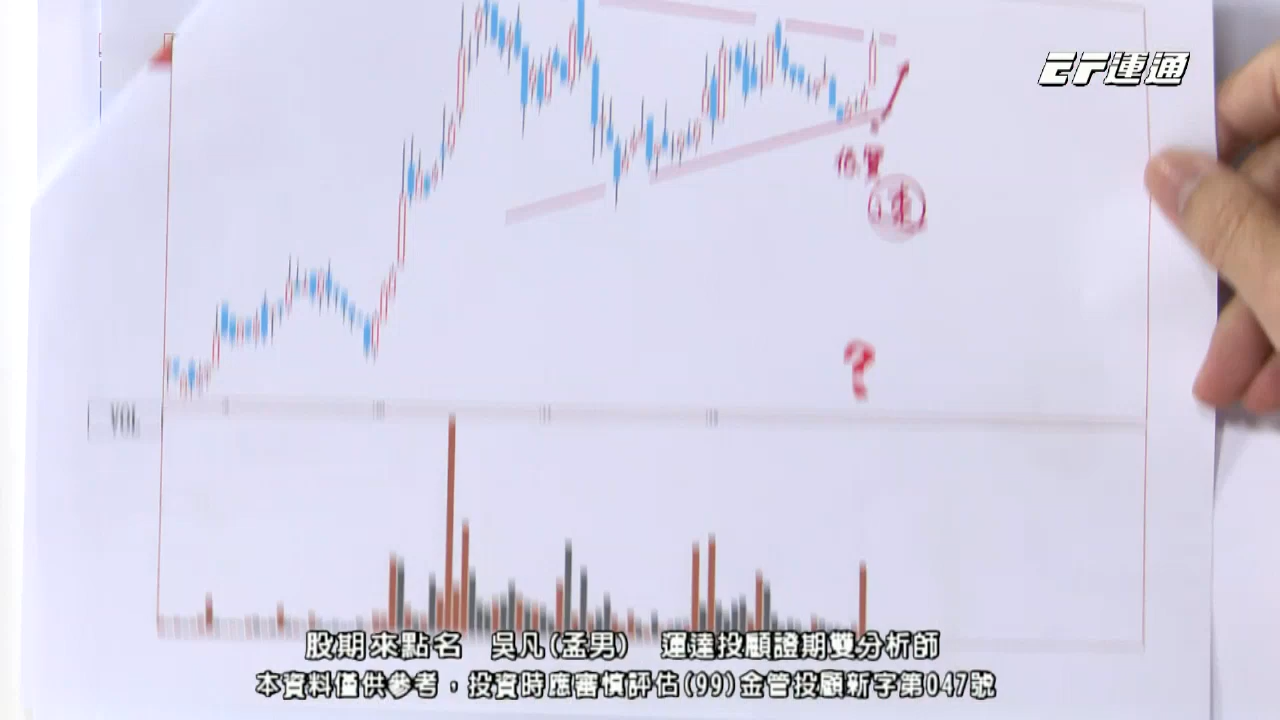 EF運通
?
VOL
股期來點名 吳凡(孟男) 運達投顧證期雙分析師
本資料僅供參考，投資時應審慎評估(99)金管投顧新字第047號